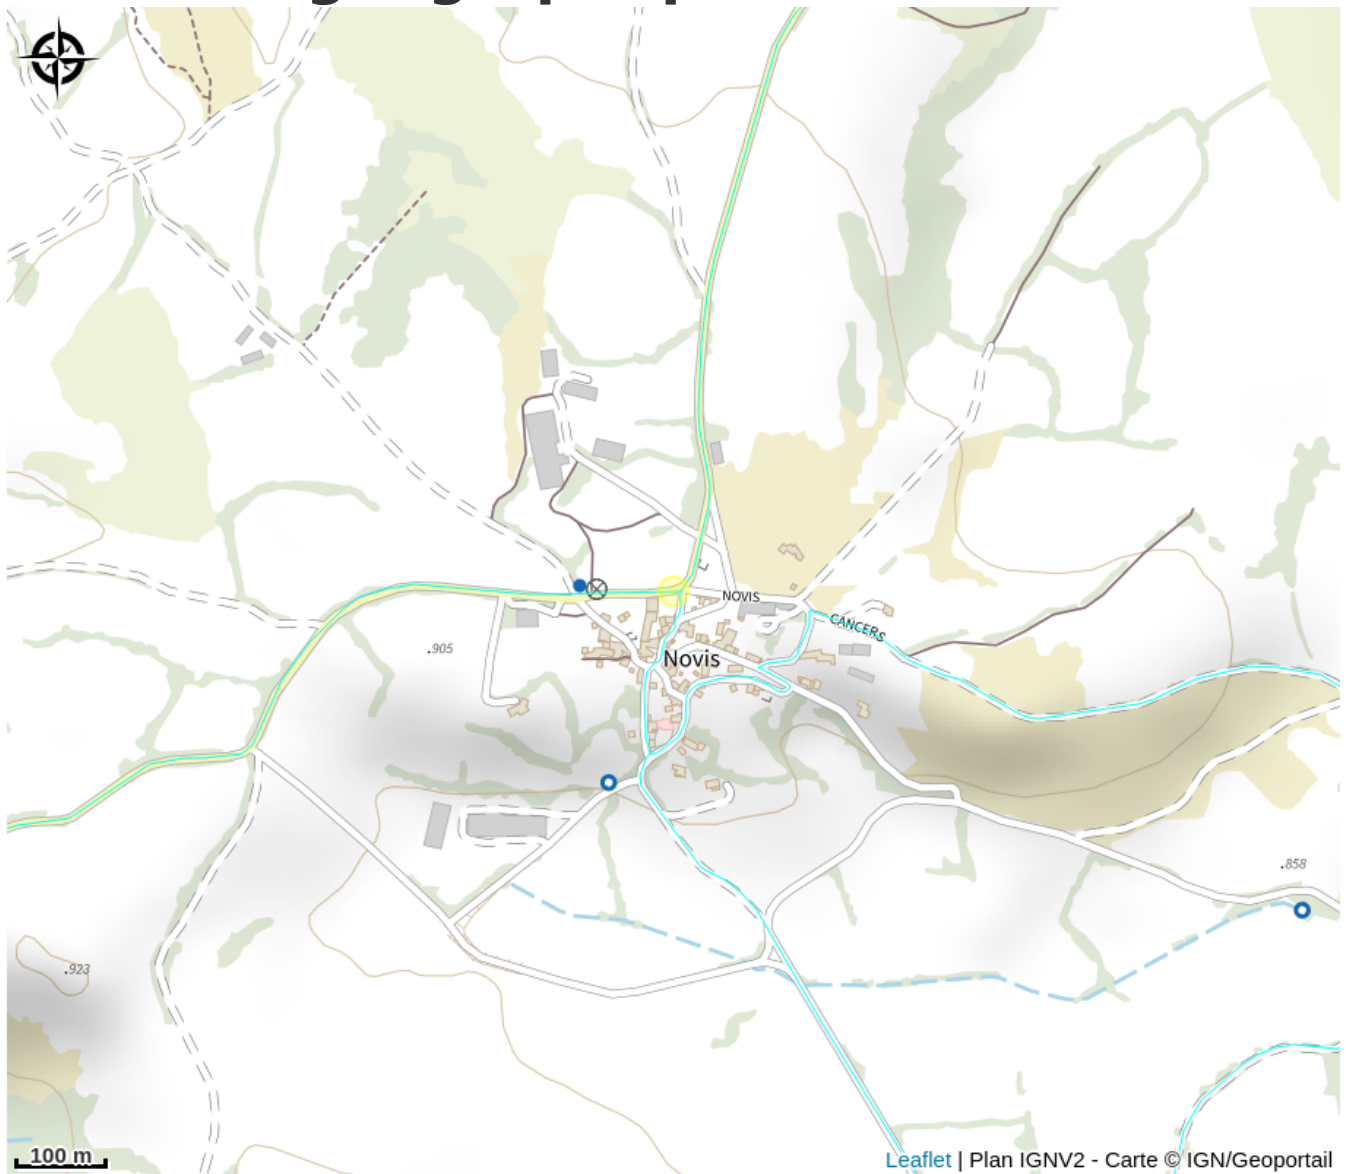 NOVIS
CANCERS
.905
Novis
.858
.923
100 m
Leaflet | Plan IGNV2 - Carte © IGN/Geoportail